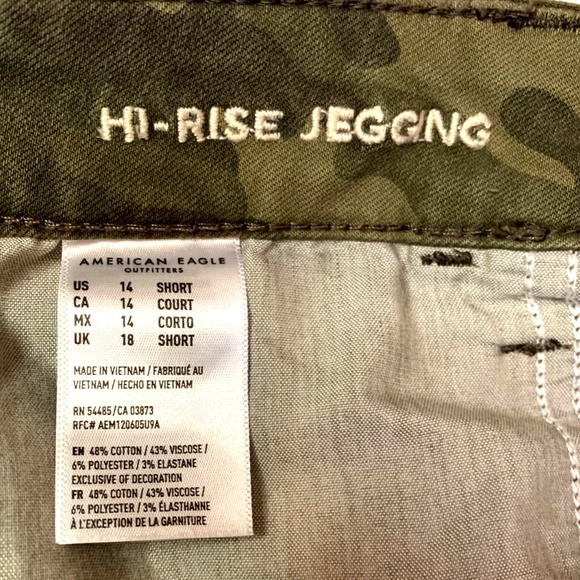 HI-RISE JEGGING
AMERICAN EAGLE
OUTFITTERS
US 14 SHORT
CA 14 COURT
MX 14 CORTO
UK 18 SHORT
MADE IN VIETNAM / FABRIQUÉ AU
VIETNAM / HECHO EN VIETNAM
RN 54485/CA 03873
RFC# AEM120605U9A
EN 48% COTTON / 43% VISCOSE /
6% POLYESTER / 3% ELASTANE
EXCLUSIVE OF DECORATION
FR 48% COTON / 43% VISCOSE /
6% POLYESTER / 3% ÉLASTHANNE
À L'EXCEPTION DE LA GARNITURE